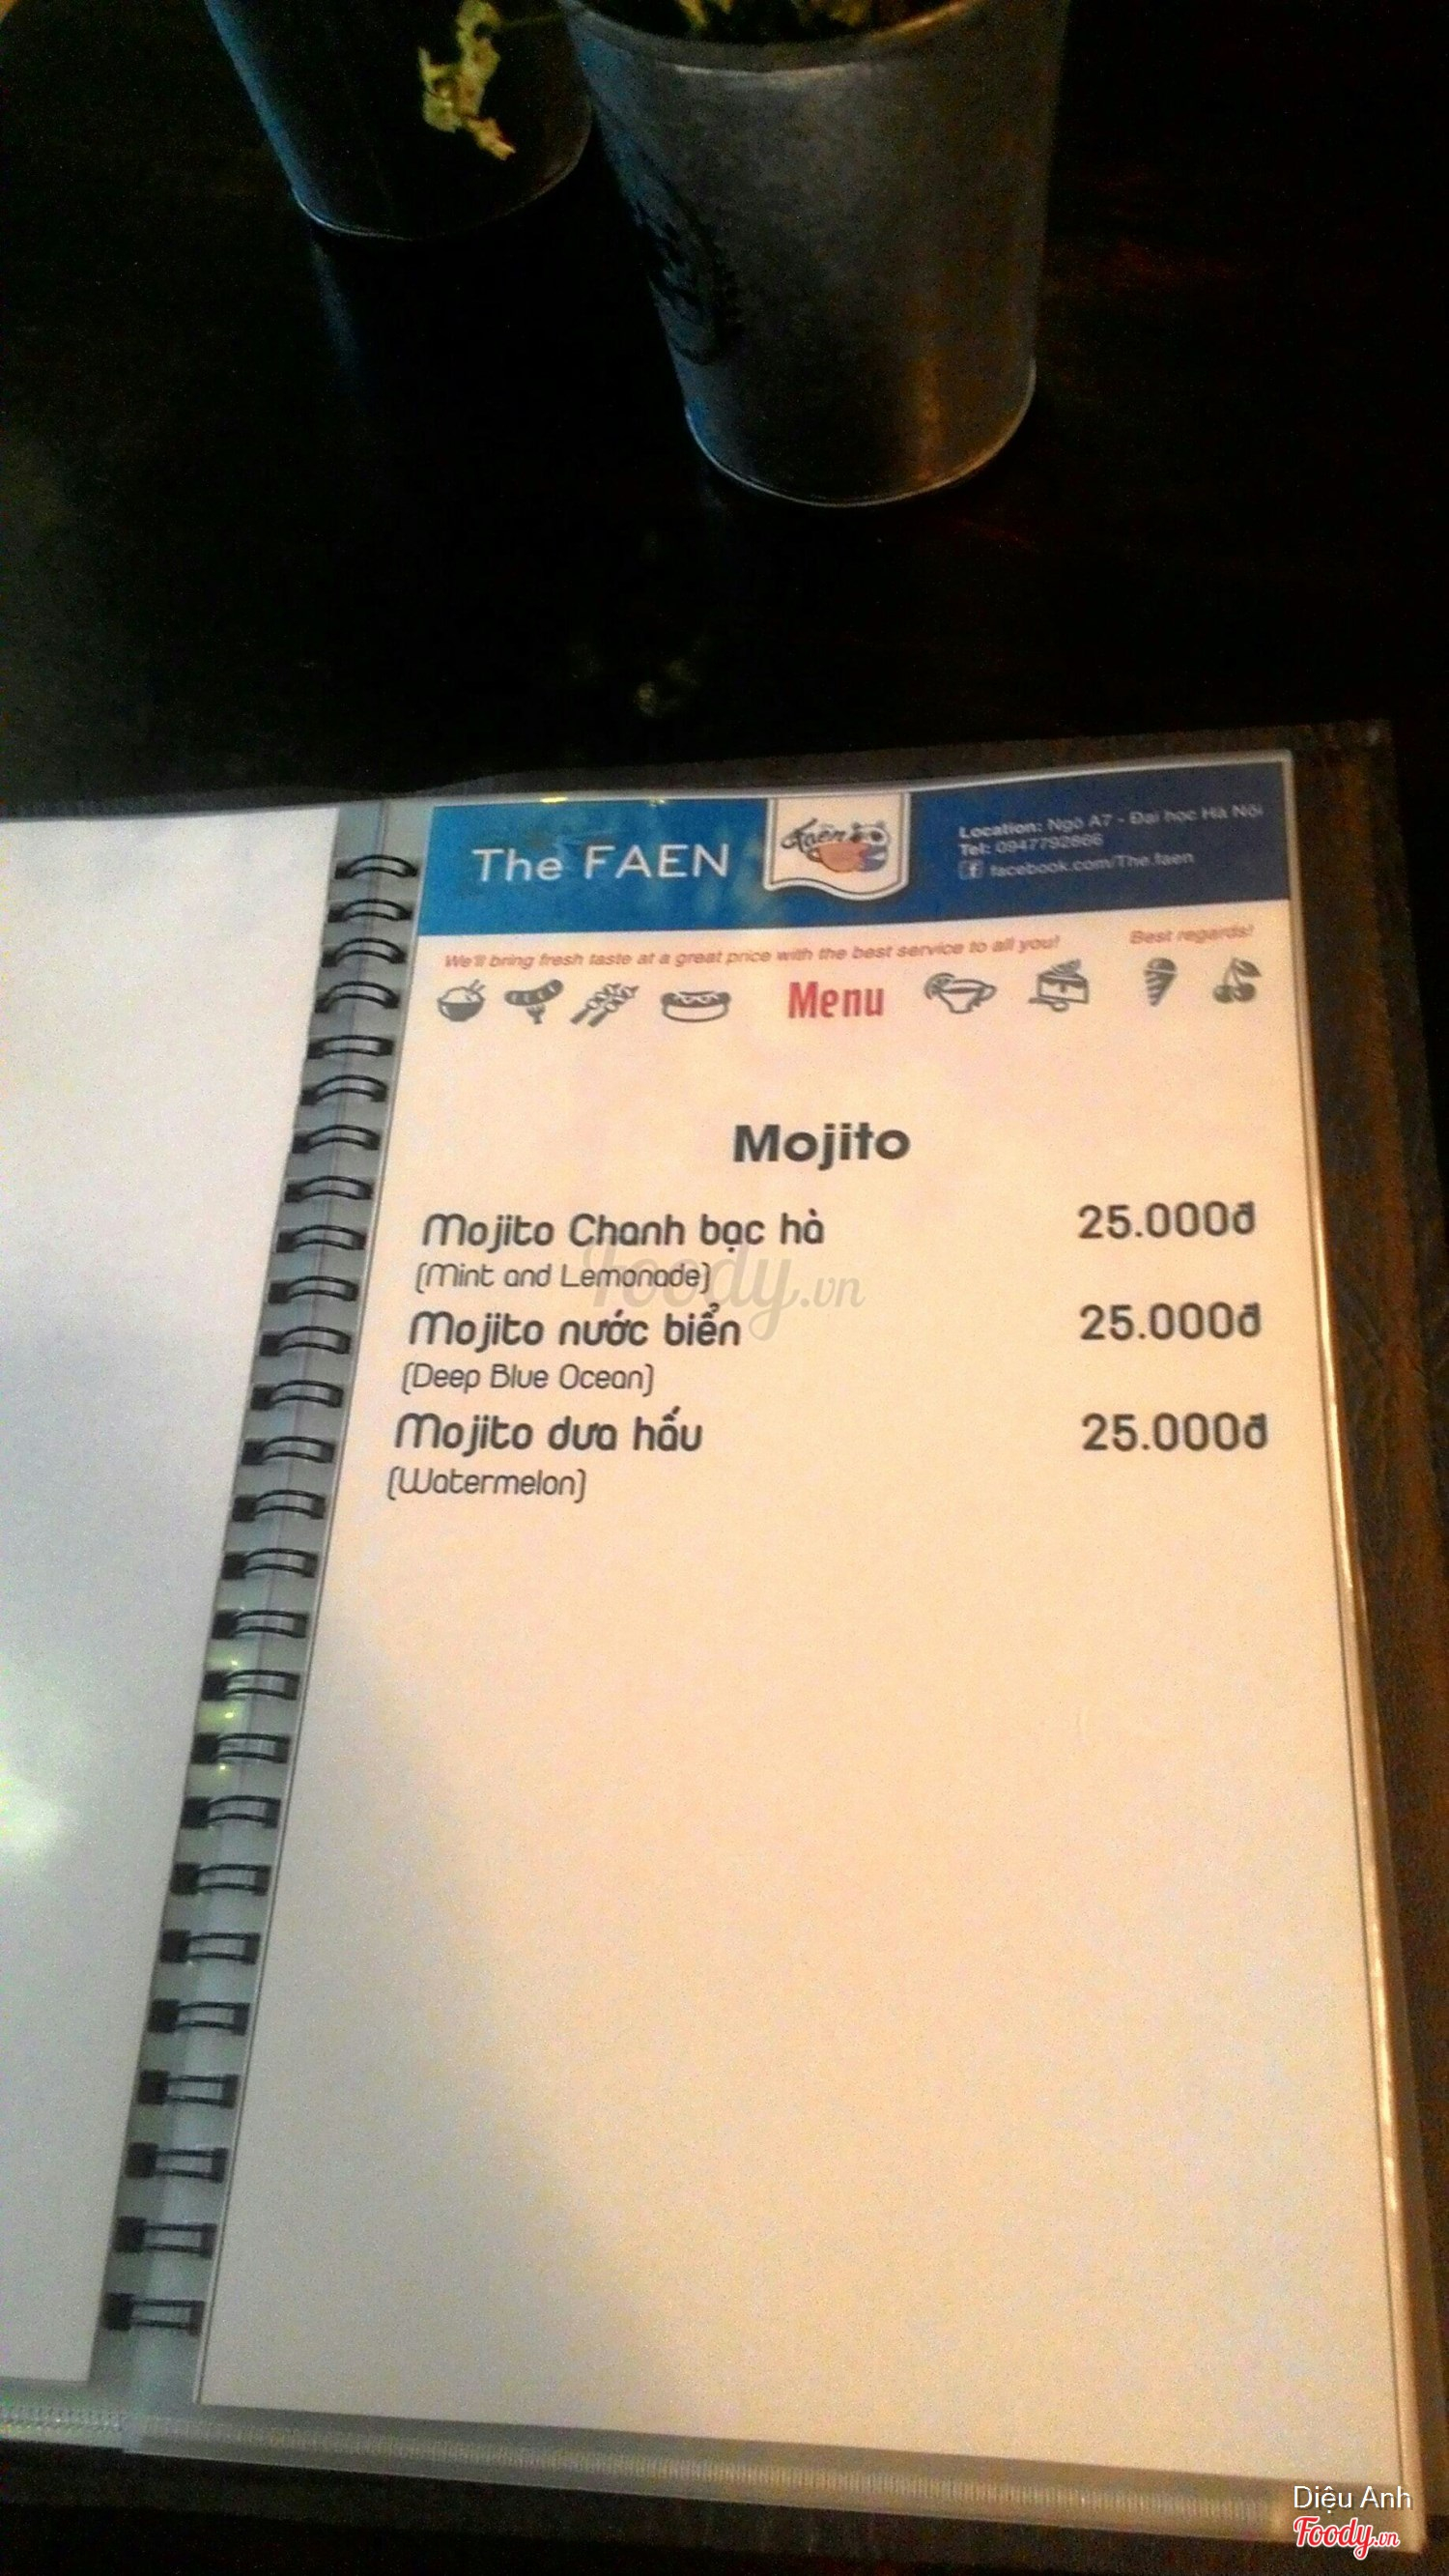 The FAEN
Faen
Location: Ngõ A7 - Đại học Hà Nội
Tel: 0947792866
facebook.com/The.faen
We'll bring fresh taste at a great price with the best service to all you!
Best regards!
Menu
Mojito
Mojito Chanh bạc hà 25.000đ
(Mint and Lemonade)
Mojito nước biển 25.000đ
(Deep Blue Ocean)
Mojito dưa hấu 25.000đ
(Watermelon)
Foody.vn
Diệu Anh
Foody.vn